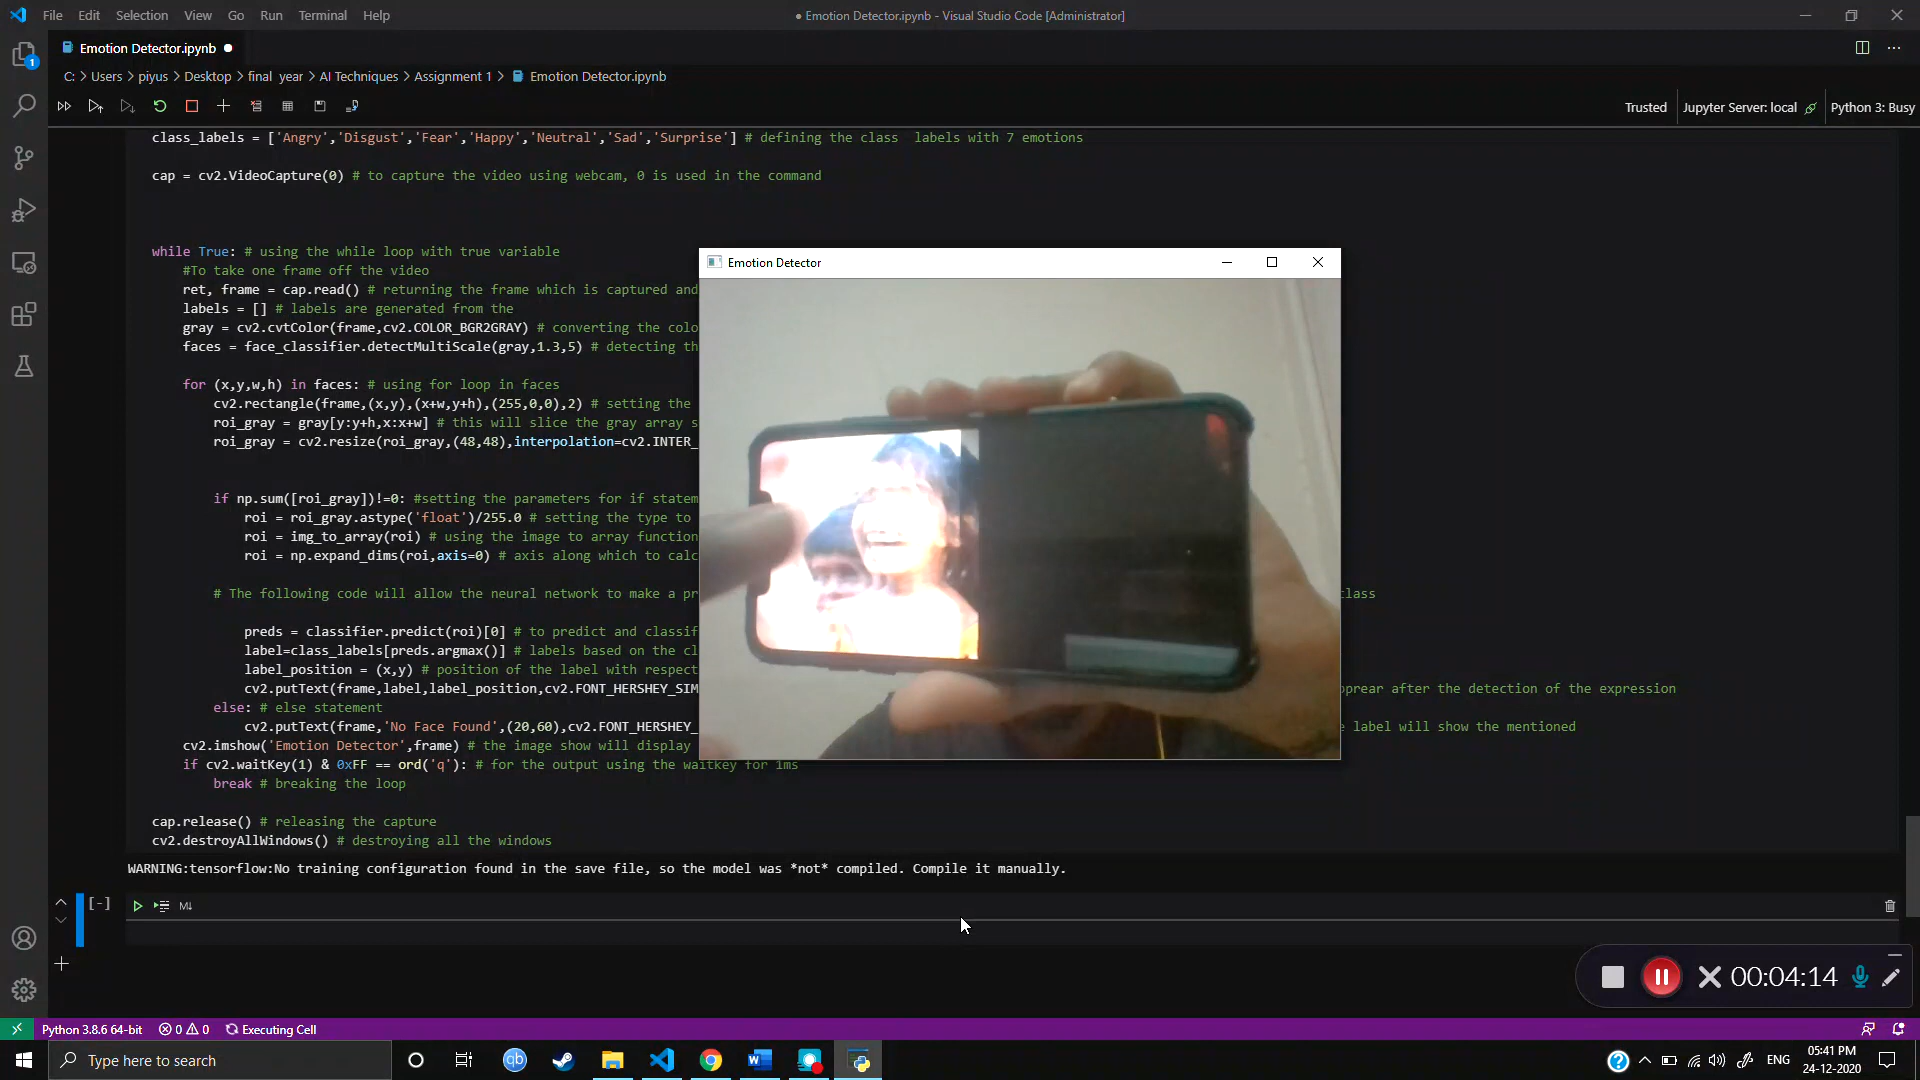 File Edit Selection View Go Run Terminal Help
● Emotion Detector.ipynb - Visual Studio Code [Administrator]
Emotion Detector.ipynb ●
C: > Users > piyus > Desktop > final year > AI Techniques > Assignment 1 > Emotion Detector.ipynb
Trusted Jupyter Server: local Python 3: Busy
class_labels = ['Angry','Disgust','Fear','Happy','Neutral','Sad','Surprise'] # defining the class  labels with 7 emotions
cap = cv2.VideoCapture(0) # to capture the video using webcam, 0 is used in the command
while True: # using the while loop with true variable
#To take one frame off the video
ret, frame = cap.read() # returning the frame which is captured and
labels = [] # labels are generated from the
gray = cv2.cvtColor(frame,cv2.COLOR_BGR2GRAY) # converting the colo
faces = face_classifier.detectMultiScale(gray,1.3,5) # detecting th
for (x,y,w,h) in faces: # using for loop in faces
cv2.rectangle(frame,(x,y),(x+w,y+h),(255,0,0),2) # setting the
roi_gray = gray[y:y+h,x:x+w] # this will slice the gray array s
roi_gray = cv2.resize(roi_gray,(48,48),interpolation=cv2.INTER_
if np.sum([roi_gray])!=0: #setting the parameters for if statem
roi = roi_gray.astype('float')/255.0 # setting the type to
roi = img_to_array(roi) # using the image to array function
roi = np.expand_dims(roi,axis=0) # axis along which to calc
# The following code will allow the neural network to make a pr class
preds = classifier.predict(roi)[0] # to predict and classif
label=class_labels[preds.argmax()] # labels based on the cl
label_position = (x,y) # position of the label with respect
cv2.putText(frame,label,label_position,cv2.FONT_HERSHEY_SIM pprear after the detection of the expression
else: # else statement
cv2.putText(frame,'No Face Found',(20,60),cv2.FONT_HERSHEY_ e label will show the mentioned
cv2.imshow('Emotion Detector',frame) # the image show will display
if cv2.waitKey(1) & 0xFF == ord('q'): # for the output using the waitkey for 1ms
break # breaking the loop
cap.release() # releasing the capture
cv2.destroyAllWindows() # destroying all the windows
Emotion Detector
WARNING:tensorflow:No training configuration found in the save file, so the model was *not* compiled. Compile it manually.
[-] M↓
00:04:14
Python 3.8.6 64-bit 0 0 Executing Cell
Type here to search
ENG
05:41 PM
24-12-2020